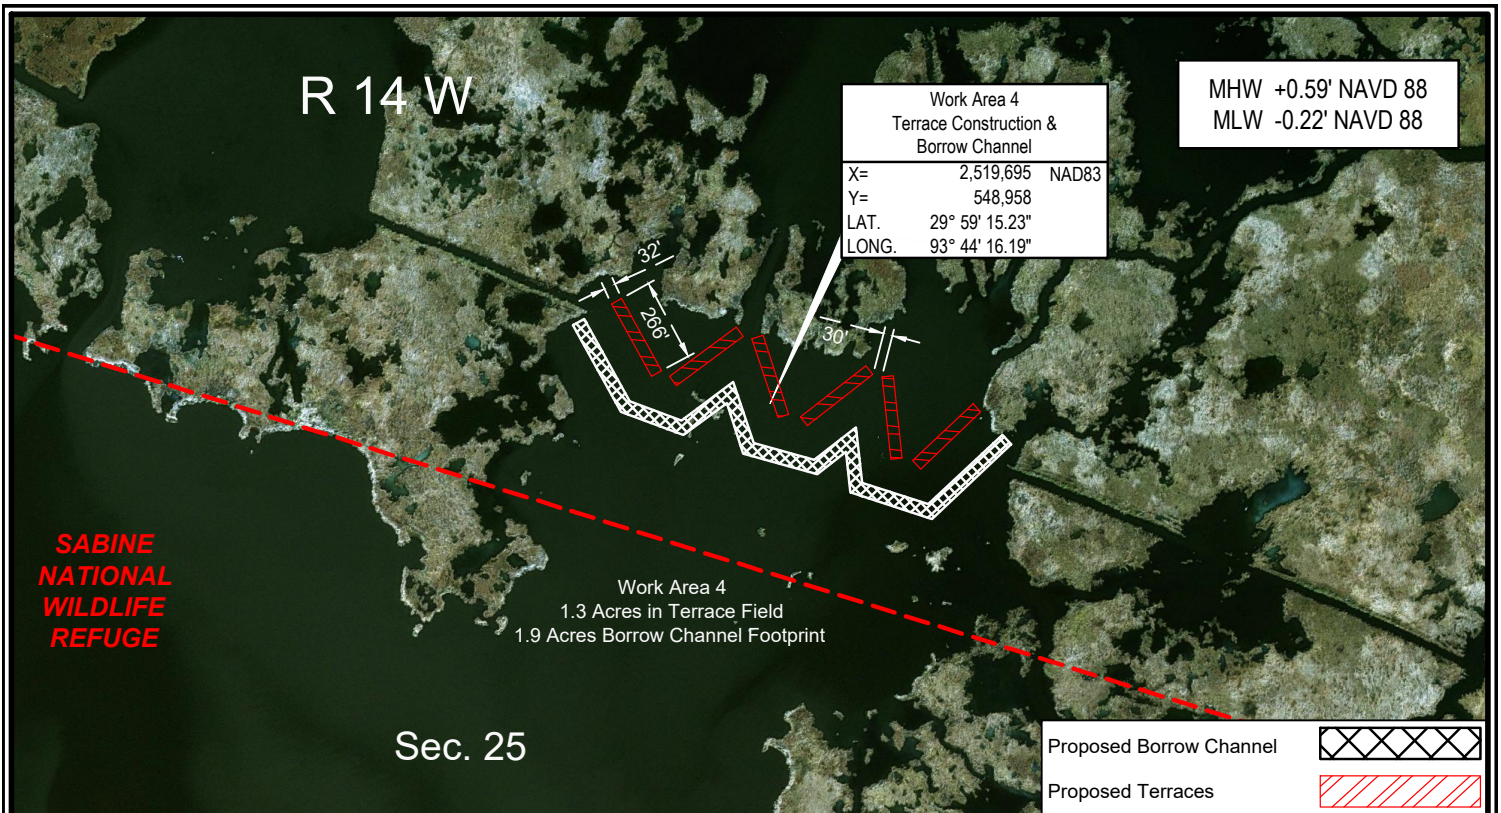 R 14 W
Work Area 4
Terrace Construction &
Borrow Channel
X= 2,519,695 NAD83
Y= 548,958
LAT. 29° 59' 15.23"
LONG. 93° 44' 16.19"
MHW +0.59' NAVD 88
MLW -0.22' NAVD 88
32'
266'
30'
SABINE
NATIONAL
WILDLIFE
REFUGE
Work Area 4
1.3 Acres in Terrace Field
1.9 Acres Borrow Channel Footprint
Sec. 25
Proposed Borrow Channel
Proposed Terraces